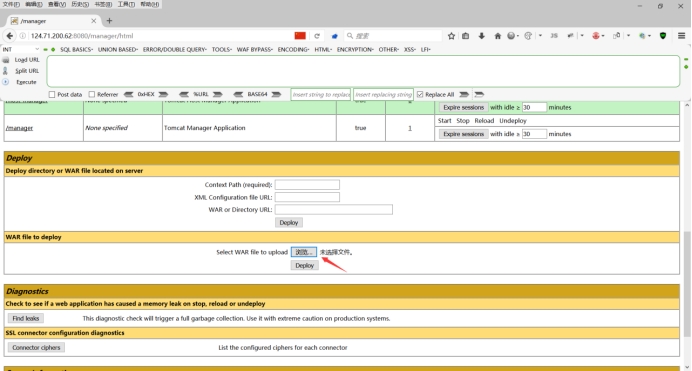 文件(F) 编辑(E) 查看(V) 历史(S) 书签(B) 工具(T) 帮助(H)
/manager
124.71.200.62:8080/manager/html
搜索
INT
SQL BASICS UNION BASED ERROR/DOUBLE QUERY TOOLS WAF BYPASS ENCODING HTML ENCRYPTION OTHER XSS LFI
Load URL
Split URL
Execute
Post data Referrer 0xHEX %URL BASE64 Insert string to replace Insert replacing string Replace All
None specified Tomcat Host Manager Application true
Expire sessions with idle ≥ 30 minutes
/manager None specified Tomcat Manager Application true 1 Start Stop Reload Undeploy
Expire sessions with idle ≥ 30 minutes
Deploy
Deploy directory or WAR file located on server
Context Path (required):
XML Configuration file URL:
WAR or Directory URL:
Deploy
WAR file to deploy
Select WAR file to upload 浏览... 未选择文件。
Deploy
Diagnostics
Check to see if a web application has caused a memory leak on stop, reload or undeploy
Find leaks This diagnostic check will trigger a full garbage collection. Use it with extreme caution on production systems.
SSL connector configuration diagnostics
Connector ciphers List the configured ciphers for each connector